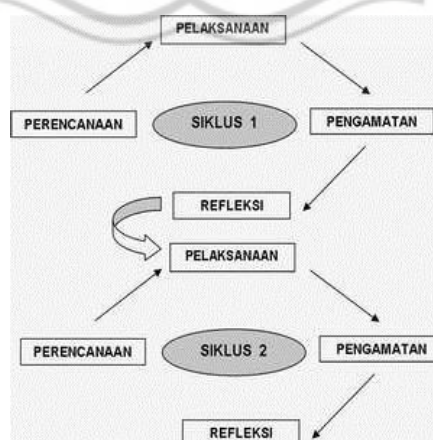 PELAKSANAAN
PERENCANAAN
SIKLUS 1
PENGAMATAN
REFLEKSI
PELAKSANAAN
PERENCANAAN
SIKLUS 2
PENGAMATAN
REFLEKSI